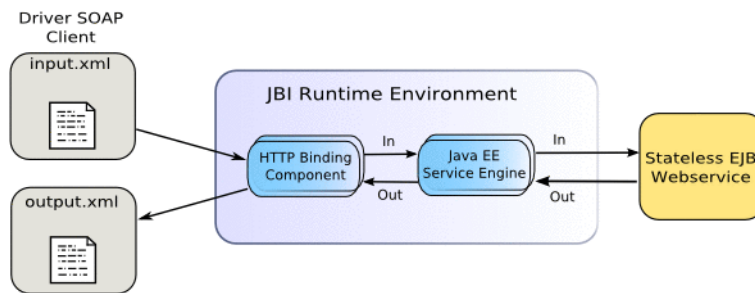 Driver SOAP
Client
input.xml
output.xml
JBI Runtime Environment
HTTP Binding
Component
In
Out
Java EE
Service Engine
In
Out
Stateless EJB
Webservice